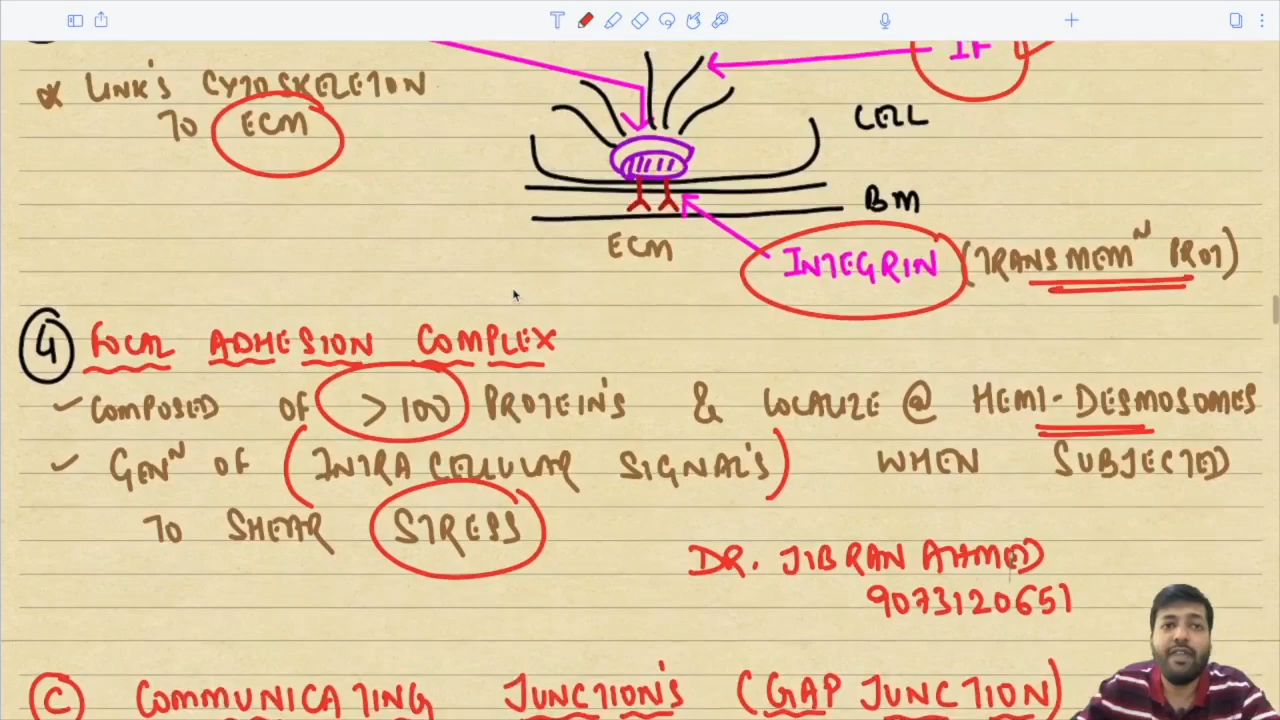 IF
* LINK'S CYTOSKELETON
TO ECM
CELL
BM
ECM
INTEGRIN (TRANSMEMᴺ PROT)
4 FOCAL ADHESION COMPLEX
✓ COMPOSED OF >100 PROTEIN'S & LOCALIZE @ HEMI-DESMOSOMES
✓ GENᴺ OF (INTRACELLULAR SIGNAL'S) WHEN SUBJECTED
TO SHEAR STRESS
DR. JIBRAN AHMED
9073120651
C COMMUNICATING JUNCTION'S (GAP JUNCTION)